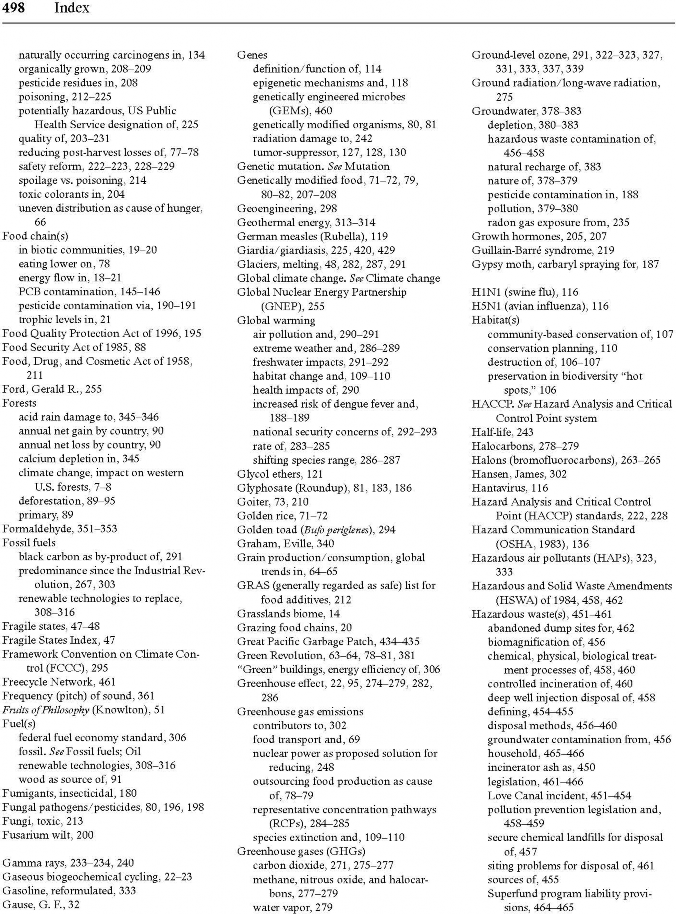 498 Index
naturally occurring carcinogens in, 134
organically grown, 208–209
pesticide residues in, 208
poisoning, 212–225
potentially hazardous, US Public
Health Service designation of, 225
quality of, 203–231
reducing post-harvest losses of, 77–78
safety reform, 222–223, 228–229
spoilage vs. poisoning, 214
toxic colorants in, 204
uneven distribution as cause of hunger,
66
Food chain(s)
in biotic communities, 19–20
eating lower on, 78
energy flow in, 18–21
PCB contamination, 145–146
pesticide contamination via, 190–191
trophic levels in, 21
Food Quality Protection Act of 1996, 195
Food Security Act of 1985, 88
Food, Drug, and Cosmetic Act of 1958,
211
Ford, Gerald R., 255
Forests
acid rain damage to, 345–346
annual net gain by country, 90
annual net loss by country, 90
calcium depletion in, 345
climate change, impact on western
U.S. forests, 7–8
deforestation, 89–95
primary, 89
Formaldehyde, 351–353
Fossil fuels
black carbon as by-product of, 291
predominance since the Industrial Rev-
olution, 267, 303
renewable technologies to replace,
308–316
Fragile states, 47–48
Fragile States Index, 47
Framework Convention on Climate Con-
trol (FCCC), 295
Freecycle Network, 461
Frequency (pitch) of sound, 361
Fruits of Philosophy (Knowlton), 51
Fuel(s)
federal fuel economy standard, 306
fossil. See Fossil fuels; Oil
renewable technologies, 308–316
wood as source of, 91
Fumigants, insecticidal, 180
Fungal pathogens/pesticides, 80, 196, 198
Fungi, toxic, 213
Fusarium wilt, 200
Gamma rays, 233–234, 240
Gaseous biogeochemical cycling, 22–23
Gasoline, reformulated, 333
Gause, G. F., 32
Genes
definition/function of, 114
epigenetic mechanisms and, 118
genetically engineered microbes
(GEMs), 460
genetically modified organisms, 80, 81
radiation damage to, 242
tumor-suppressor, 127, 128, 130
Genetic mutation. See Mutation
Genetically modified food, 71–72, 79,
80–82, 207–208
Geoengineering, 298
Geothermal energy, 313–314
German measles (Rubella), 119
Giardia/giardiasis, 225, 420, 429
Glaciers, melting, 48, 282, 287, 291
Global climate change. See Climate change
Global Nuclear Energy Partnership
(GNEP), 255
Global warming
air pollution and, 290–291
extreme weather and, 286–289
freshwater impacts, 291–292
habitat change and, 109–110
health impacts of, 290
increased risk of dengue fever and,
188–189
national security concerns of, 292–293
rate of, 283–285
shifting species range, 286–287
Glycol ethers, 121
Glyphosate (Roundup), 81, 183, 186
Goiter, 73, 210
Golden rice, 71–72
Golden toad (Bufo periglenes), 294
Graham, Eville, 340
Grain production/consumption, global
trends in, 64–65
GRAS (generally regarded as safe) list for
food additives, 212
Grasslands biome, 14
Grazing food chains, 20
Great Pacific Garbage Patch, 434–435
Green Revolution, 63–64, 78–81, 381
“Green” buildings, energy efficiency of, 306
Greenhouse effect, 22, 95, 274–279, 282,
286
Greenhouse gas emissions
contributors to, 302
food transport and, 69
nuclear power as proposed solution for
reducing, 248
outsourcing food production as cause
of, 78–79
representative concentration pathways
(RCPs), 284–285
species extinction and, 109–110
Greenhouse gases (GHGs)
carbon dioxide, 271, 275–277
methane, nitrous oxide, and halocar-
bons, 277–279
water vapor, 279
Ground-level ozone, 291, 322–323, 327,
331, 333, 337, 339
Ground radiation/long-wave radiation,
275
Groundwater, 378–383
depletion, 380–383
hazardous waste contamination of,
456–458
natural recharge of, 383
nature of, 378–379
pesticide contamination in, 188
pollution, 379–380
radon gas exposure from, 235
Growth hormones, 205, 207
Guillain-Barré syndrome, 219
Gypsy moth, carbaryl spraying for, 187
H1N1 (swine flu), 116
H5N1 (avian influenza), 116
Habitat(s)
community-based conservation of, 107
conservation planning, 110
destruction of, 106–107
preservation in biodiversity “hot
spots,” 106
HACCP. See Hazard Analysis and Critical
Control Point system
Half-life, 243
Halocarbons, 278–279
Halons (bromofluorocarbons), 263–265
Hansen, James, 302
Hantavirus, 116
Hazard Analysis and Critical Control
Point (HACCP) standards, 222, 228
Hazard Communication Standard
(OSHA, 1983), 136
Hazardous air pollutants (HAPs), 323,
333
Hazardous and Solid Waste Amendments
(HSWA) of 1984, 458, 462
Hazardous waste(s), 451–461
abandoned dump sites for, 462
biomagnification of, 456
chemical, physical, biological treat-
ment processes of, 458, 460
controlled incineration of, 460
deep well injection disposal of, 458
defining, 454–455
disposal methods, 456–460
groundwater contamination from, 456
household, 465–466
incinerator ash as, 450
legislation, 461–466
Love Canal incident, 451–454
pollution prevention legislation and,
458–459
secure chemical landfills for disposal
of, 457
siting problems for disposal of, 461
sources of, 455
Superfund program liability provi-
sions, 464–465